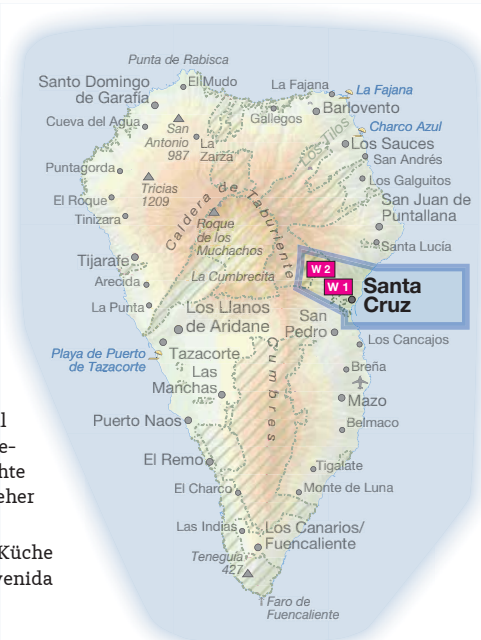 Punta de Rabisca
El Mudo
Santo Domingo
de Garafía
La Fajana
La Fajana
Barlovento
Gallegos
Cueva del Agua
San
Antonio
987
La
Zarza
Los Tilos
Charco Azul
Los Sauces
San Andrés
Puntagorda
Los Galguitos
Tricias
1209
El Roque
Tinizara
San Juan de
Puntallana
Caldera de Taburiente
Roque
de los
Muchachos
Santa Lucía
Tijarafe
La Cumbrecita
W 2
W 1
Santa
Cruz
Arecida
La Punta
Los Llanos
de Aridane
San
Pedro
Los Cancajos
Playa de Puerto
de Tazacorte
Tazacorte
Las
Manchas
Cumbres
Breña
Mazo
Puerto Naos
Belmaco
l
e-
hte
eher
El Remo
Tigalate
El Charco
Monte de Luna
Las Indias
Los Canarios/
Fuencaliente
Küche
venida
Teneguía
427
Faro de
Fuencaliente